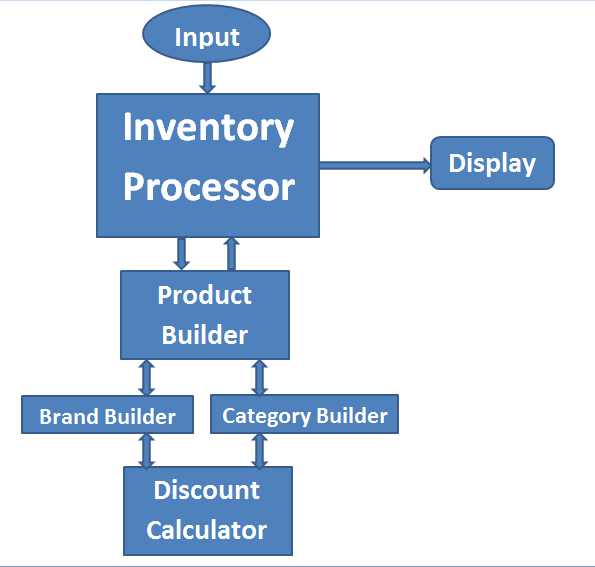 Input
Inventory
Processor
Display
Product
Builder
Brand Builder
Category Builder
Discount
Calculator